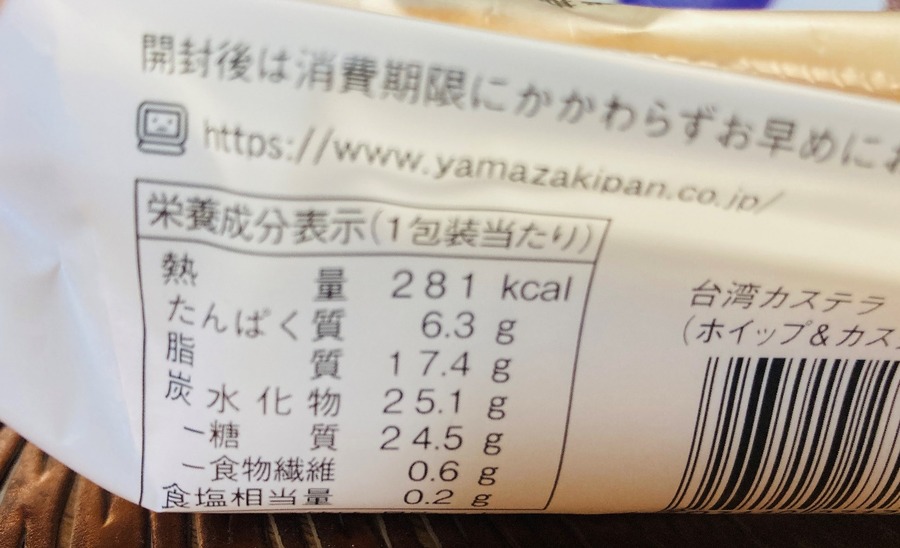 開封後は消費期限にかかわらずお早めに
https://www.yamazakipan.co.jp/
栄養成分表示(1包装当たり)
熱量 281 kcal
たんぱく質 6.3 g
脂質 17.4 g
炭水化物 25.1 g
－糖質 24.5 g
－食物繊維 0.6 g
食塩相当量 0.2 g
台湾カステラ
(ホイップ&カス